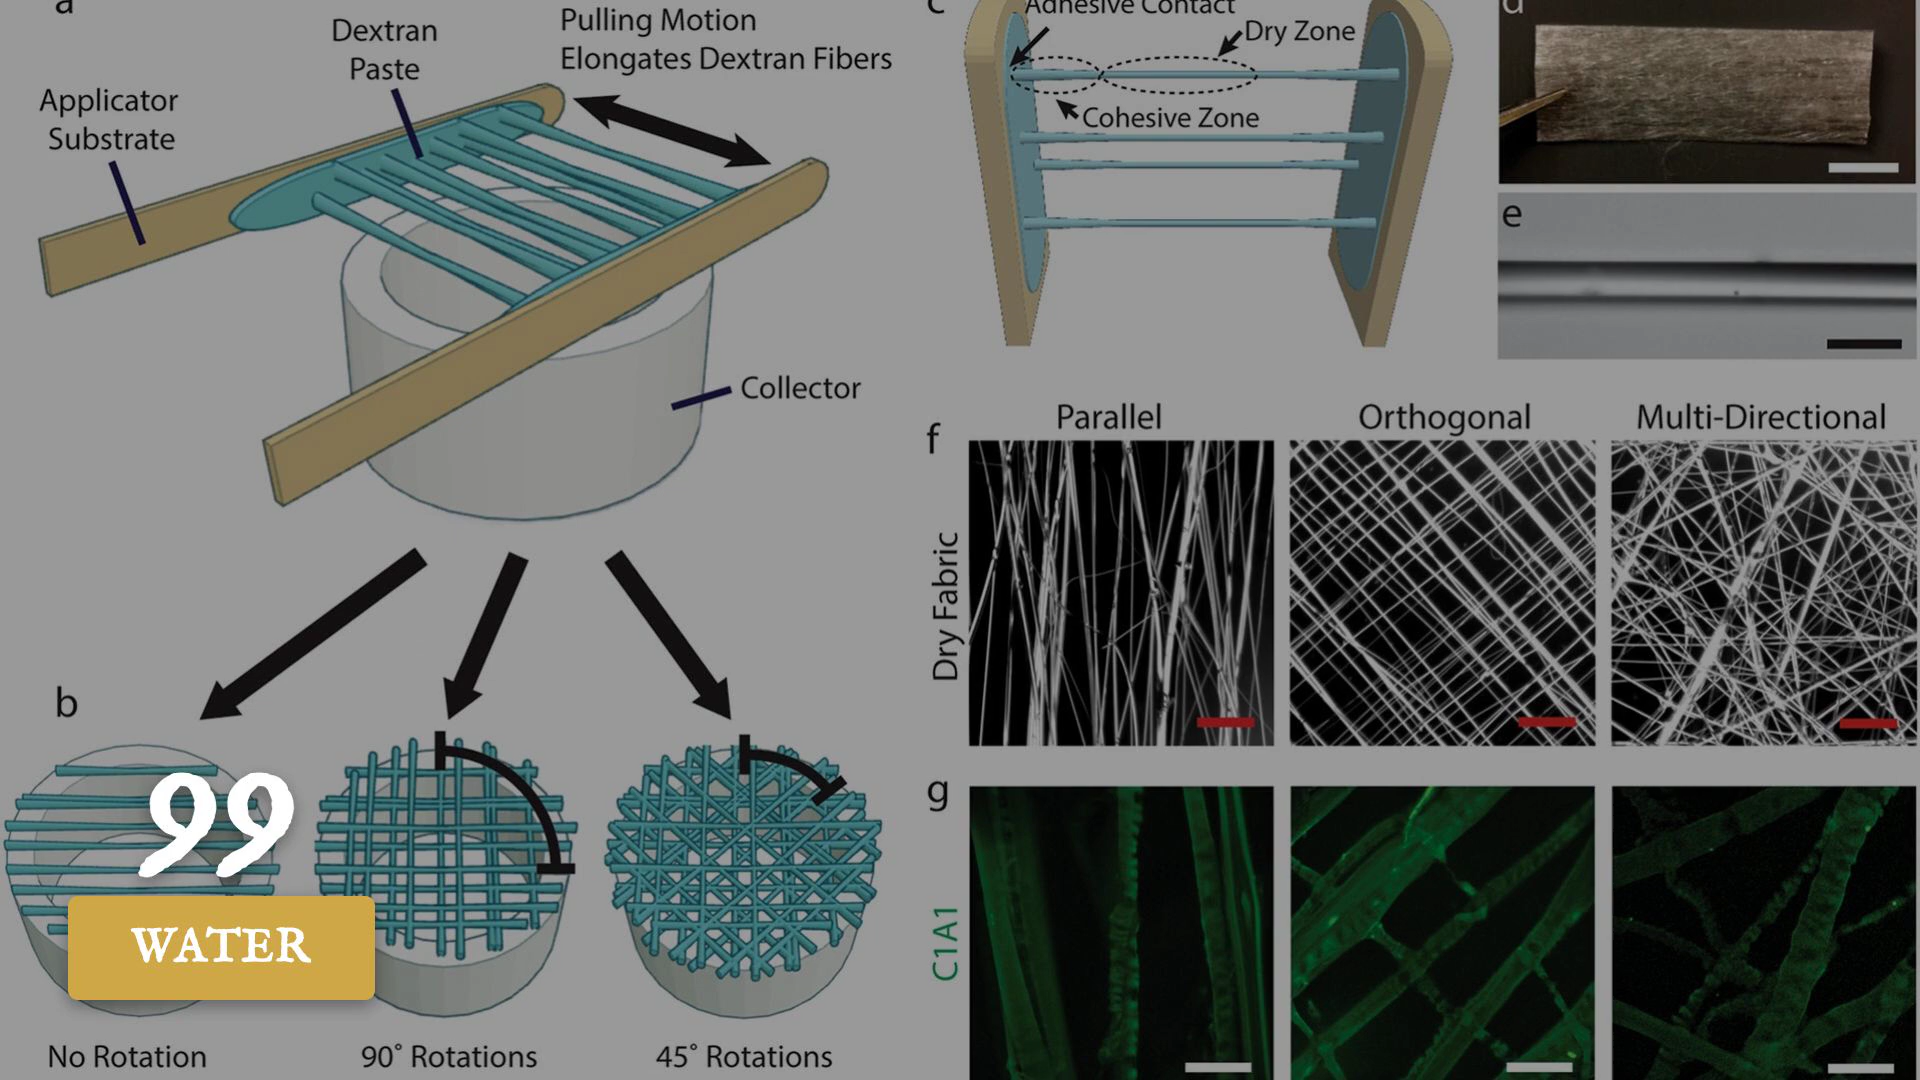 a
Dextran
Paste
Pulling Motion
Elongates Dextran Fibers
Applicator
Substrate
Collector
b
No Rotation
90° Rotations
45° Rotations
99
WATER
c
Adhesive Contact
Dry Zone
Cohesive Zone
d
e
f
Parallel
Orthogonal
Multi-Directional
Dry Fabric
g
C1A1